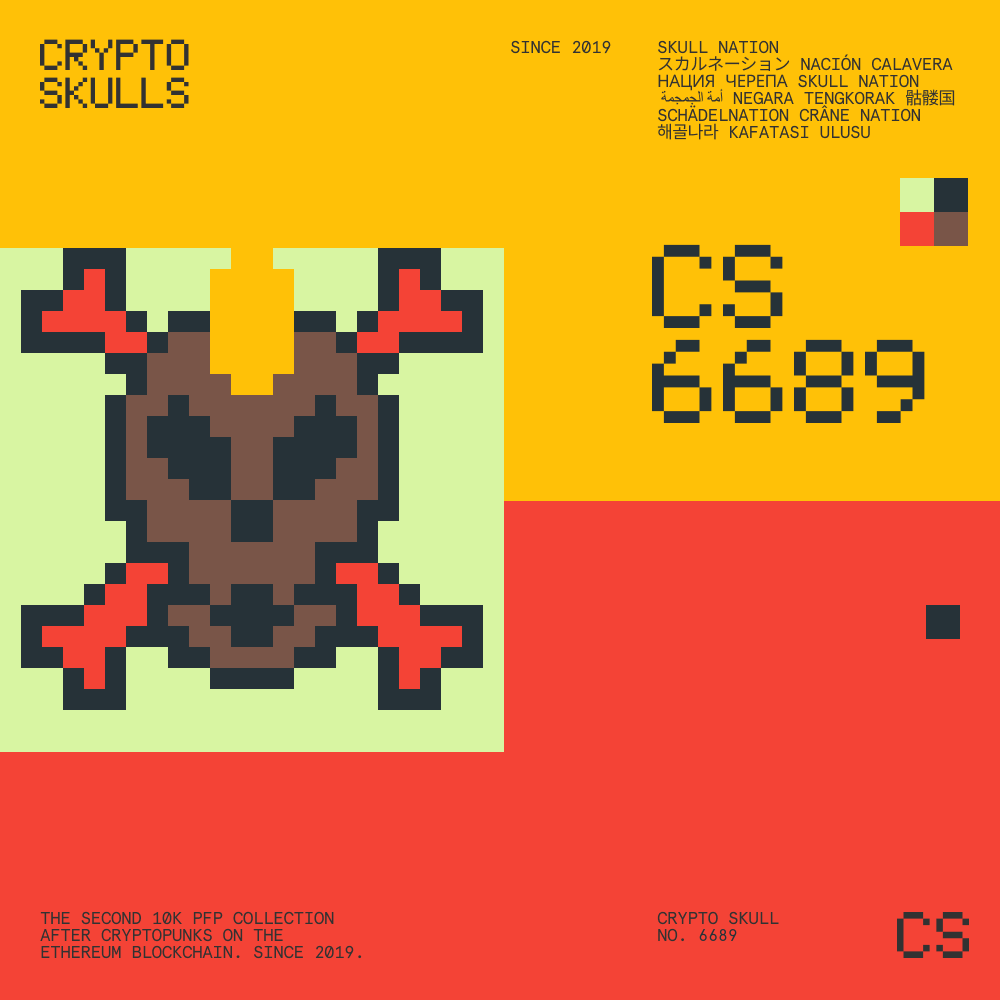 CRYPTO
SKULLS
SINCE 2019
SKULL NATION
スカルネーション NACIÓN CALAVERA
НАЦИЯ ЧЕРЕПА SKULL NATION
أمة الجمجمة NEGARA TENGKORAK 骷髅国
SCHÄDELNATION CRÂNE NATION
해골나라 KAFATASI ULUSU
CS
6689
THE SECOND 10K PFP COLLECTION
AFTER CRYPTOPUNKS ON THE
ETHEREUM BLOCKCHAIN. SINCE 2019.
CRYPTO SKULL
NO. 6689
CS